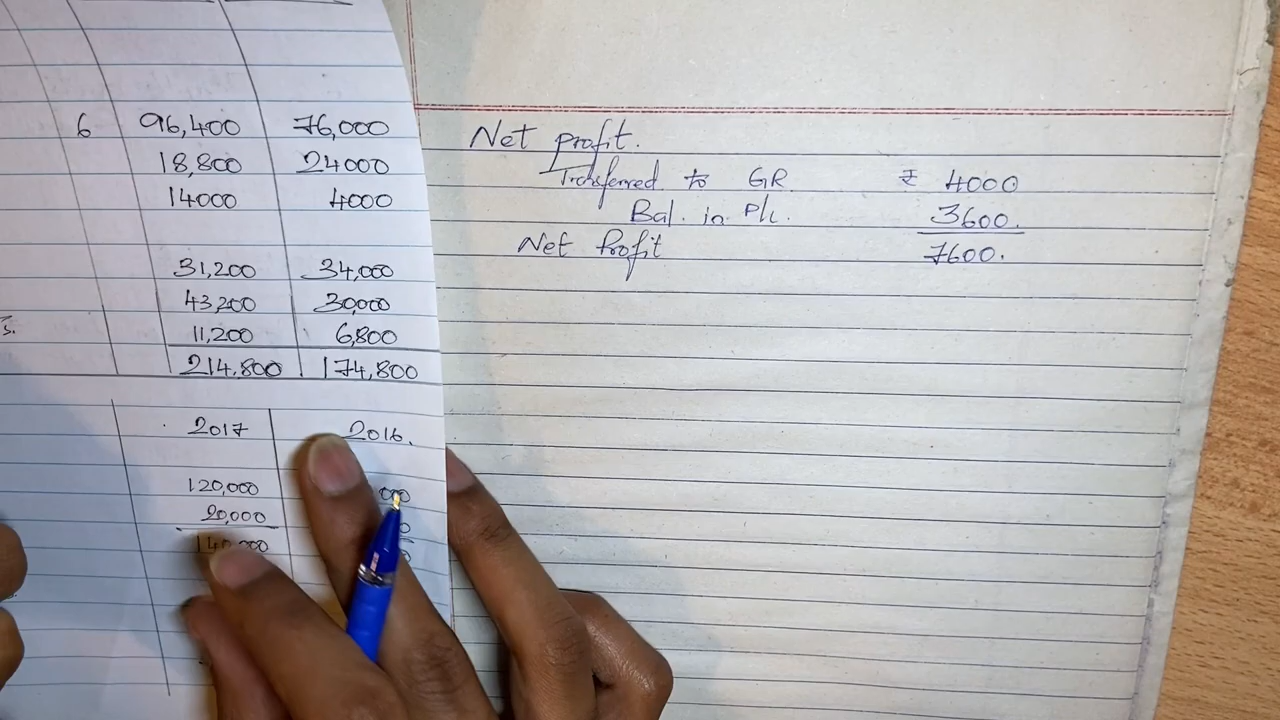 6 96,400 76,000
18,800 24000
14000 4000
31,200 34,000
43,200 30,000
s. 11,200 6,800
214,800 174,800
2017 2016.
120,000
20,000
Net profit.
Transferred to GR ₹ 4000
Bal. in P/L. 3600.
Net Profit 7600.